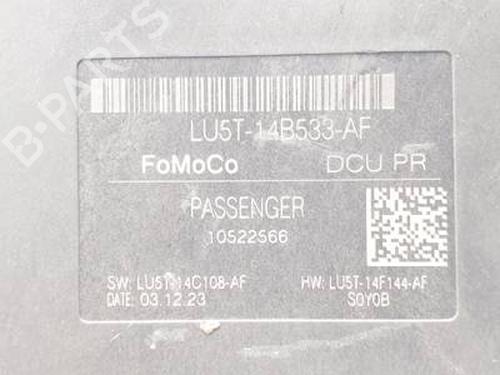 B-PARTS
LU5T-14B533-AF
FoMoCo DCU PR
PASSENGER
10522566
SW: LU5T-14C108-AF HW: LU5T-14F144-AF
DATE: 03.12.23 S0Y0B